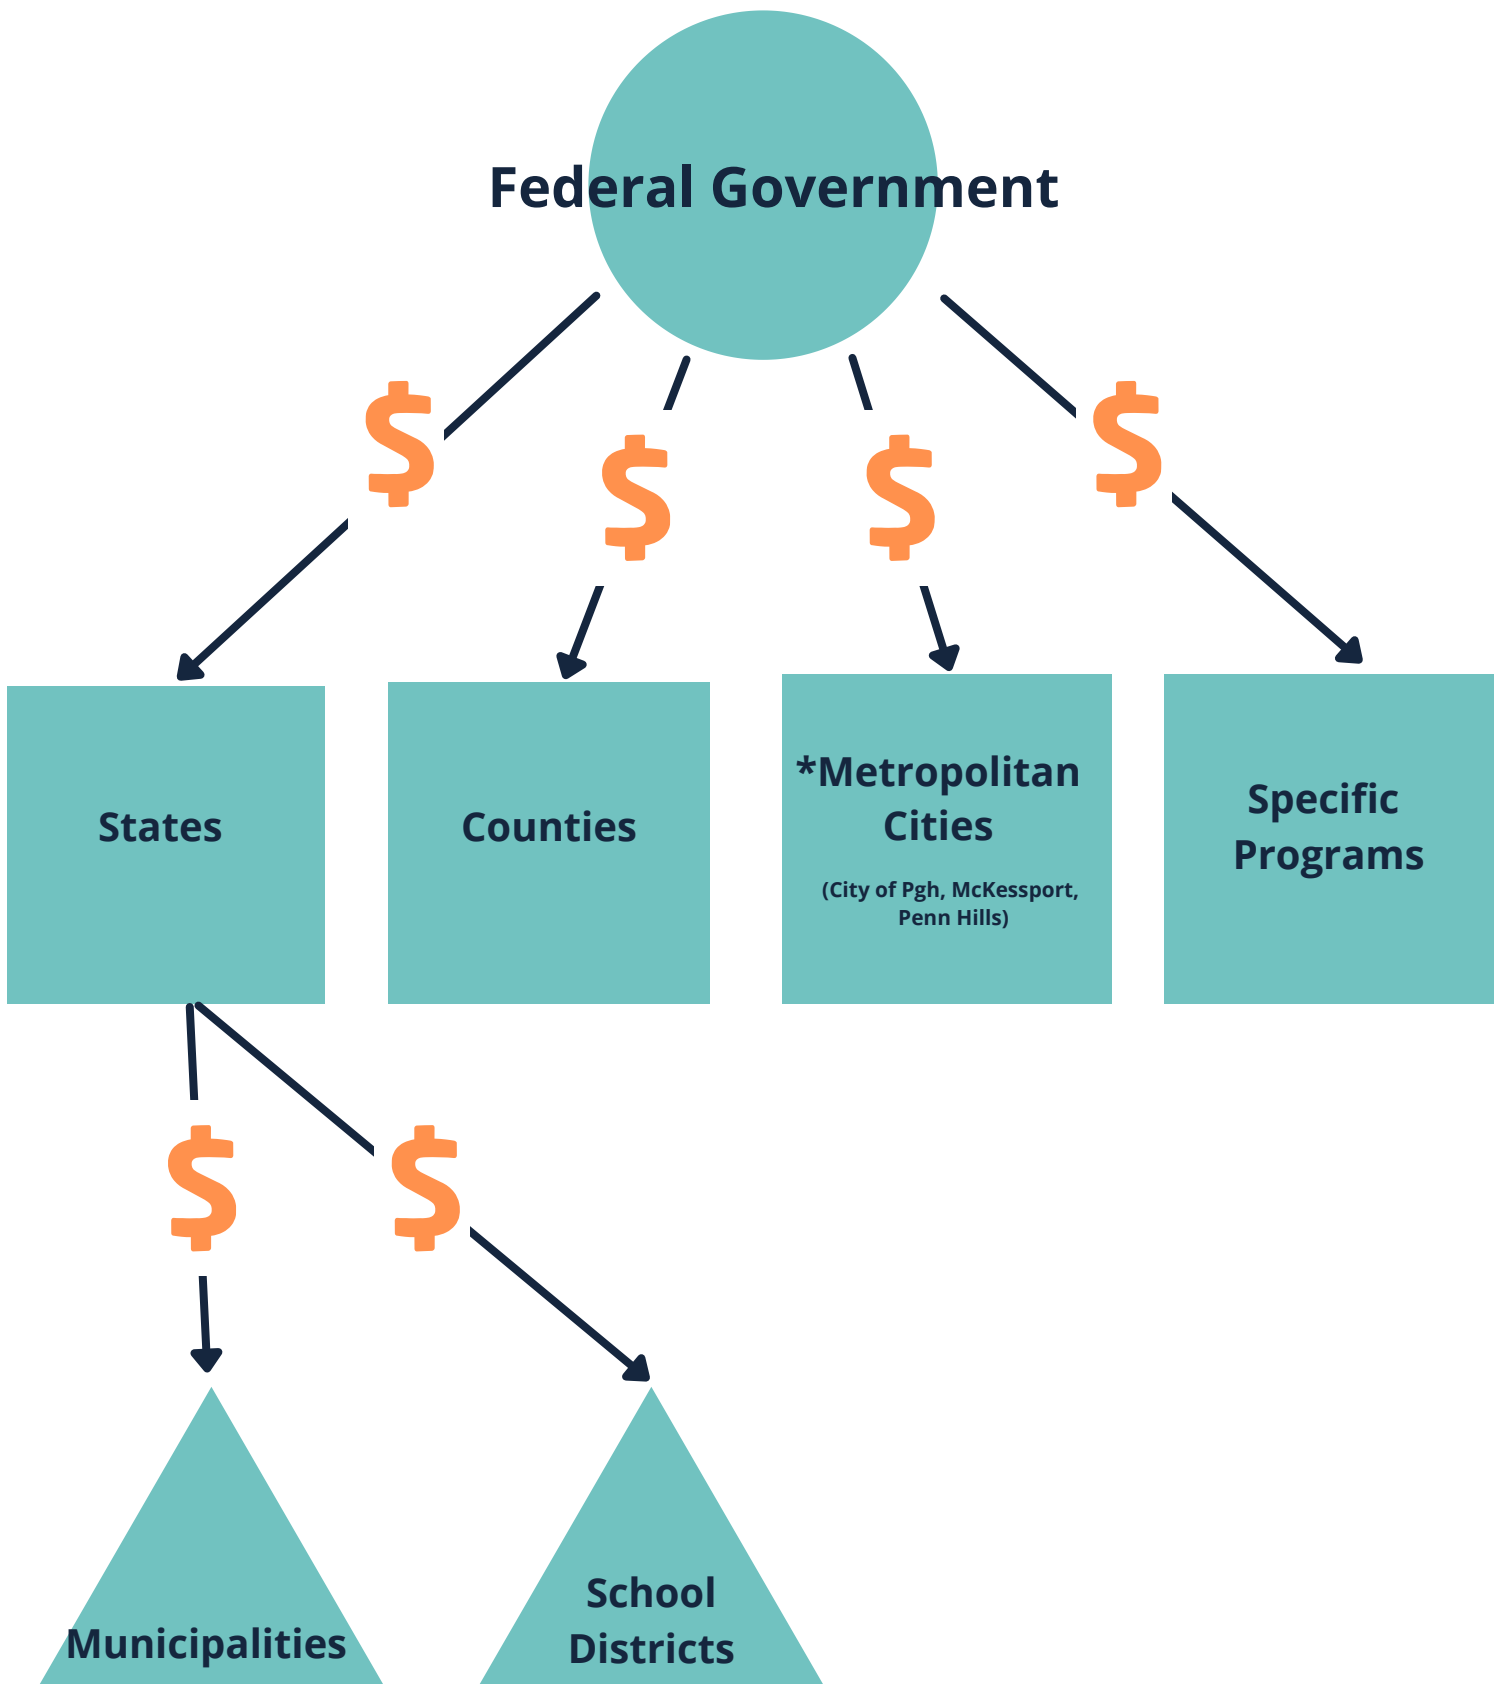 Federal Government
$
$
$
$
States
Counties
*Metropolitan
Cities
(City of Pgh, McKessport,
Penn Hills)
Specific
Programs
$
$
Municipalities
School
Districts